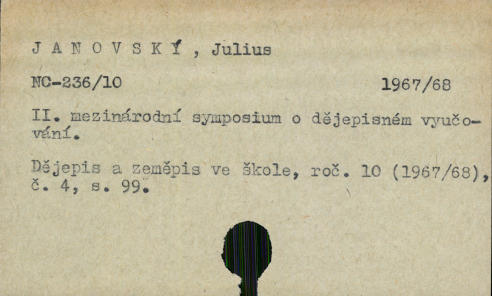 JANOVSKÝ, Julius
NC-236/10 1967/68
II. mezinárodní symposium o dějepisném vyučo-
vání.
Dějepis a zeměpis ve škole, roč. 10 (1967/68),
č. 4, s. 99.